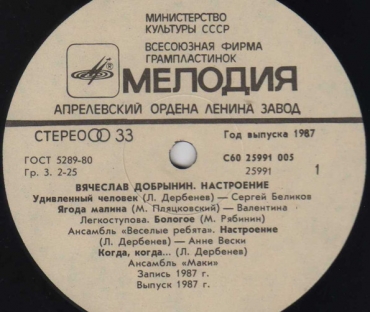 МИНИСТЕРСТВО
КУЛЬТУРЫ СССР
ВСЕСОЮЗНАЯ ФИРМА
ГРАМПЛАСТИНОК
МЕЛОДИЯ
АПРЕЛЕВСКИЙ ОРДЕНА ЛЕНИНА ЗАВОД
СТЕРЕО 33
Год выпуска 1987
ГОСТ 5289-80
С60 25991 005
Гр. 3. 2-25
25991
1
ВЯЧЕСЛАВ ДОБРЫНИН. НАСТРОЕНИЕ
Удивленный человек (Л. Дербенев) — Сергей Беликов
Ягода малина (М. Пляцковский) — Валентина
Легкоступова. Бологое (М. Рябинин)
Ансамбль «Веселые ребята». Настроение
(Л. Дербенев) — Анне Вески
Когда, когда... (Л. Дербенев)
Ансамбль «Маки»
Запись 1987 г.
Выпуск 1987 г.